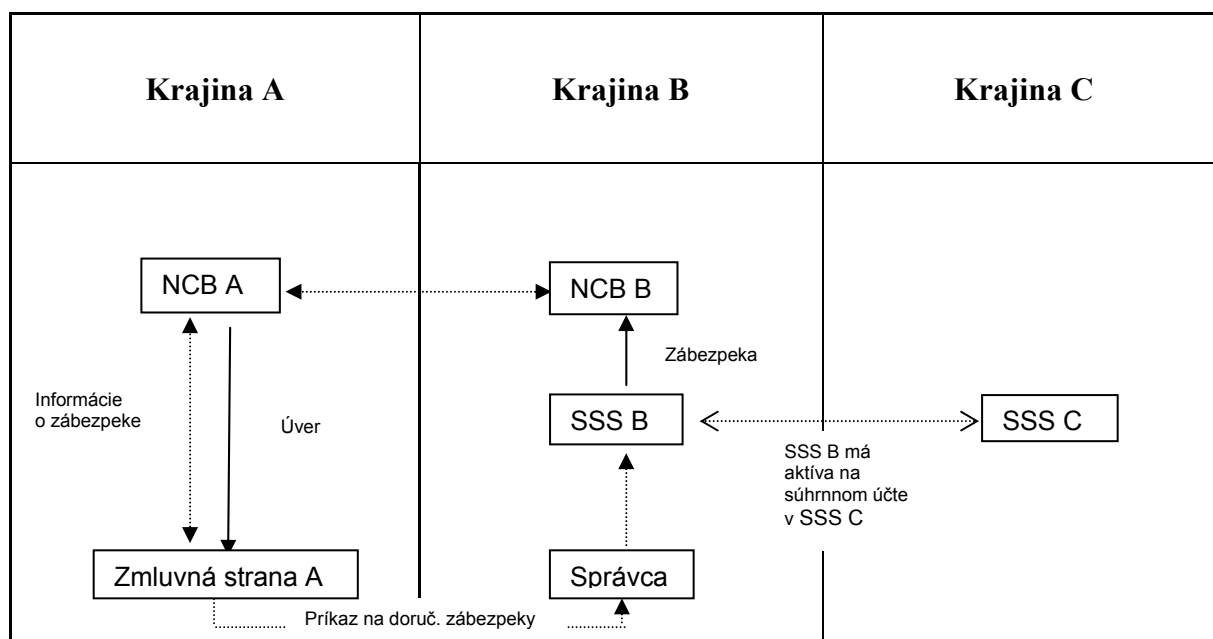 Krajina A
Krajina B
Krajina C
NCB A
NCB B
Zábezpeka
Informácie
o zábezpeke
Úver
SSS B
SSS C
SSS B má
aktíva na
súhrnnom účte
v SSS C
Zmluvná strana A
Správca
Príkaz na doruč. zábezpeky